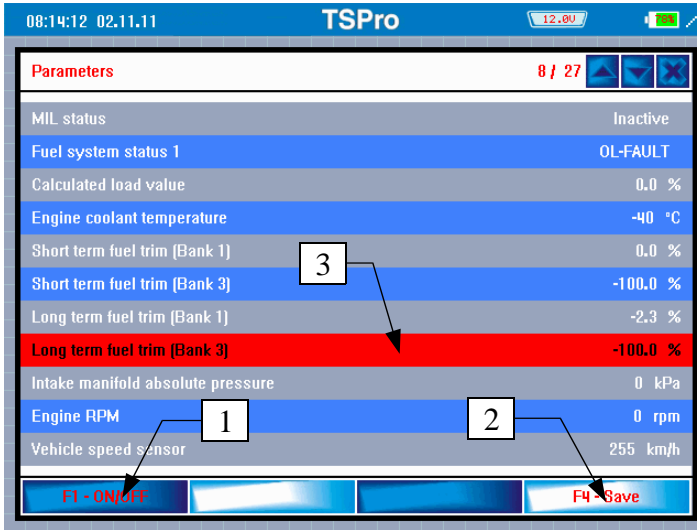 08:14:12 02.11.11 TSPro 12.0V 78%
Parameters 8 / 27
MIL status Inactive
Fuel system status 1 OL-FAULT
Calculated load value 0.0 %
Engine coolant temperature -40 °C
Short term fuel trim (Bank 1) 0.0 %
3
Short term fuel trim (Bank 3) -100.0 %
Long term fuel trim (Bank 1) -2.3 %
Long term fuel trim (Bank 3) -100.0 %
Intake manifold absolute pressure 0 kPa
Engine RPM 0 rpm
1 2
Vehicle speed sensor 255 km/h
F1 - ON/OFF F4 - Save